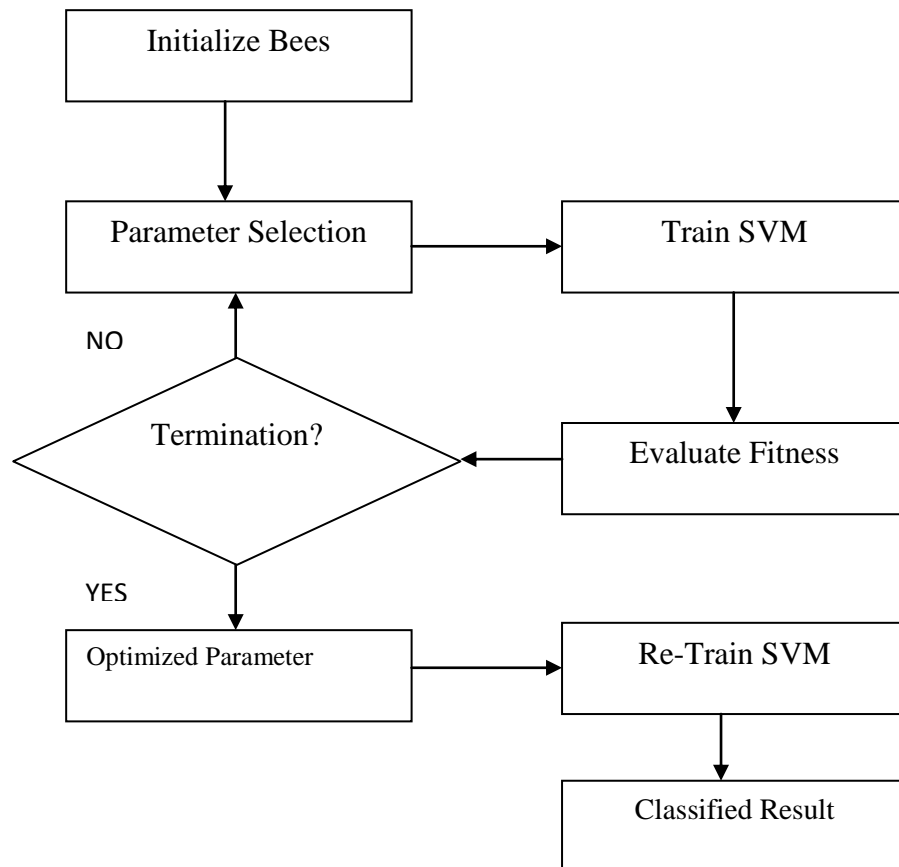 Initialize Bees
Parameter Selection
Train SVM
NO
Termination?
Evaluate Fitness
YES
Optimized Parameter
Re-Train SVM
Classified Result